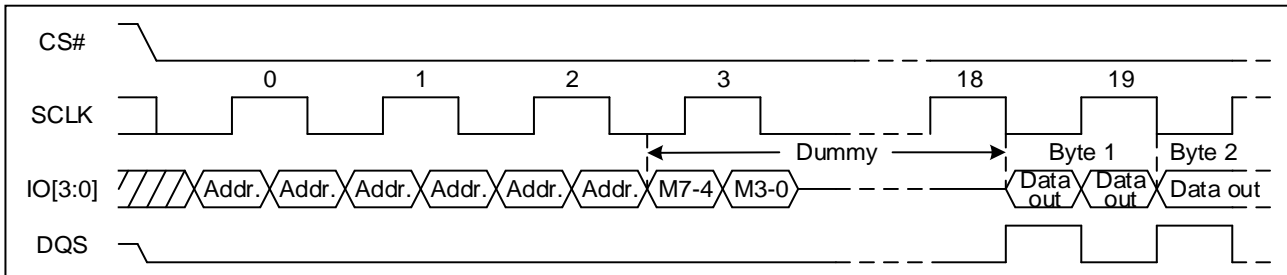 CS#
0 1 2 3 18 19
SCLK
Dummy Byte 1 Byte 2
IO[3:0] Addr. Addr. Addr. Addr. Addr. Addr. M7-4 M3-0 Data out Data out Data out
DQS